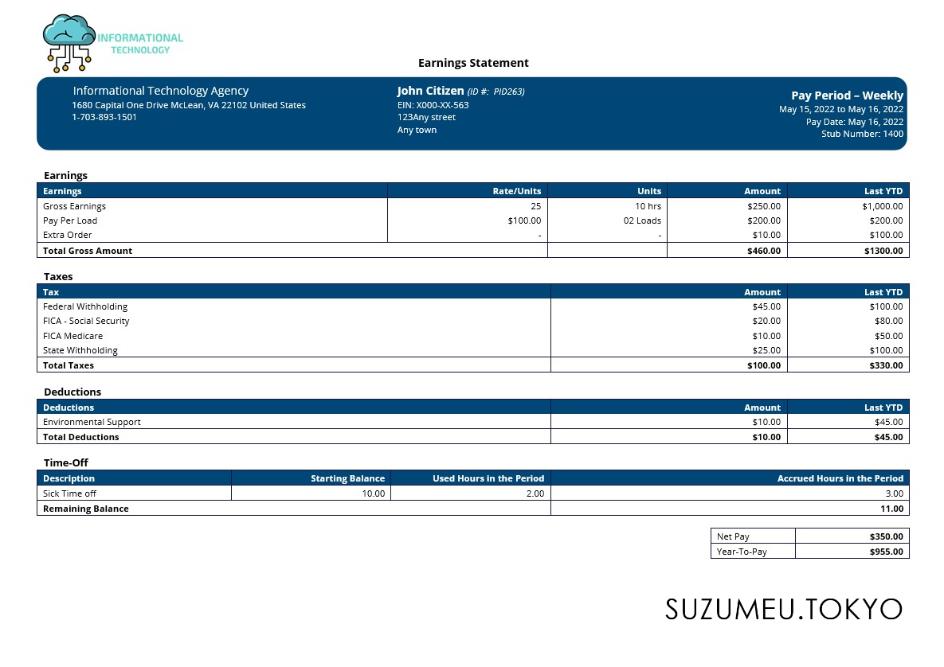 INFORMATIONAL
TECHNOLOGY
Earnings Statement
Informational Technology Agency
1680 Capital One Drive McLean, VA 22102 United States
1-703-893-1501
John Citizen (ID #: PID263)
EIN: X000-XX-563
123Any street
Any town
Pay Period – Weekly
May 15, 2022 to May 16, 2022
Pay Date: May 16, 2022
Stub Number: 1400
Earnings
Earnings Rate/Units Units Amount Last YTD
Gross Earnings 25 10 hrs $250.00 $1,000.00
Pay Per Load $100.00 02 Loads $200.00 $200.00
Extra Order - - $10.00 $100.00
Total Gross Amount $460.00 $1300.00
Taxes
Tax Amount Last YTD
Federal Withholding $45.00 $100.00
FICA - Social Security $20.00 $80.00
FICA Medicare $10.00 $50.00
State Withholding $25.00 $100.00
Total Taxes $100.00 $330.00
Deductions
Deductions Amount Last YTD
Environmental Support $10.00 $45.00
Total Deductions $10.00 $45.00
Time-Off
Description Starting Balance Used Hours in the Period Accrued Hours in the Period
Sick Time off 10.00 2.00 3.00
Remaining Balance 11.00
Net Pay $350.00
Year-To-Pay $955.00
SUZUMEU.TOKYO